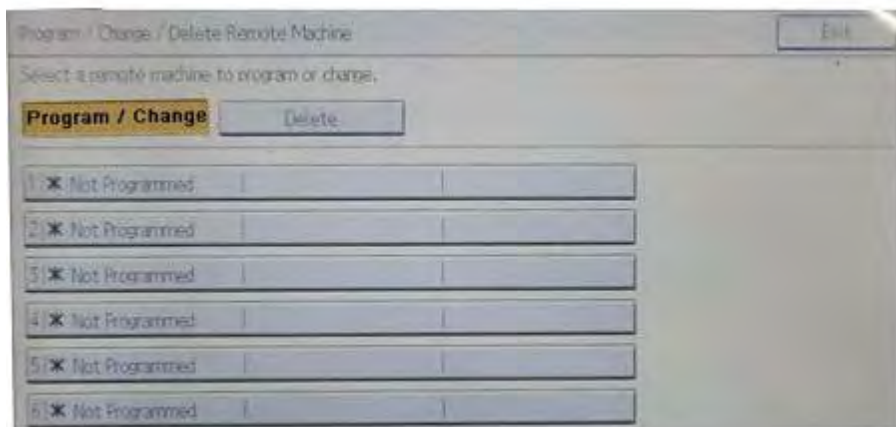 Program / Change / Delete Remote Machine Exit
Select a remote machine to program or change.
Program / Change Delete
1 * Not Programmed
2 * Not Programmed
3 * Not Programmed
4 * Not Programmed
5 * Not Programmed
6 * Not Programmed